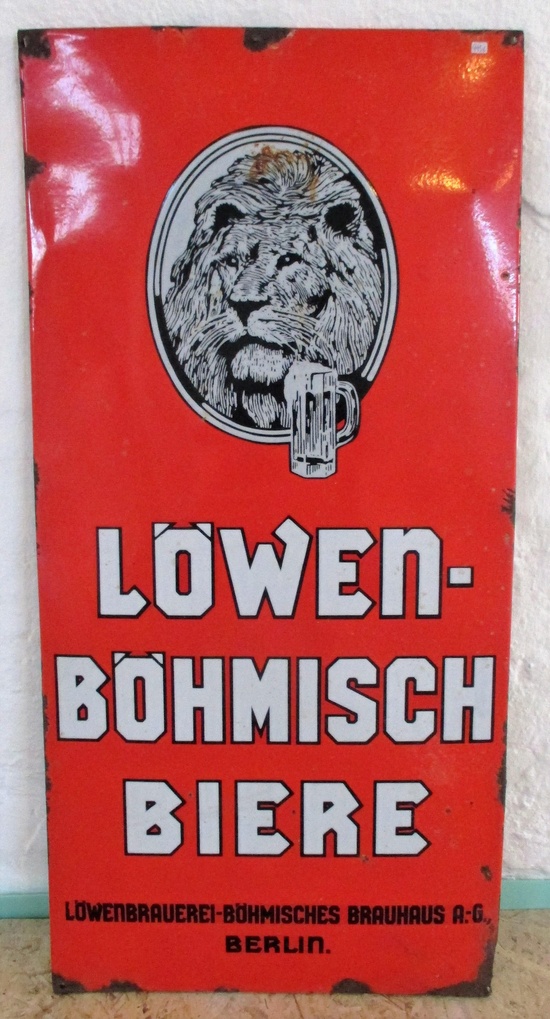 LÖWEN-
BÖHMISCH
BIERE
LÖWENBRAUEREI-BÖHMISCHES BRAUHAUS A.-G.,
BERLIN.